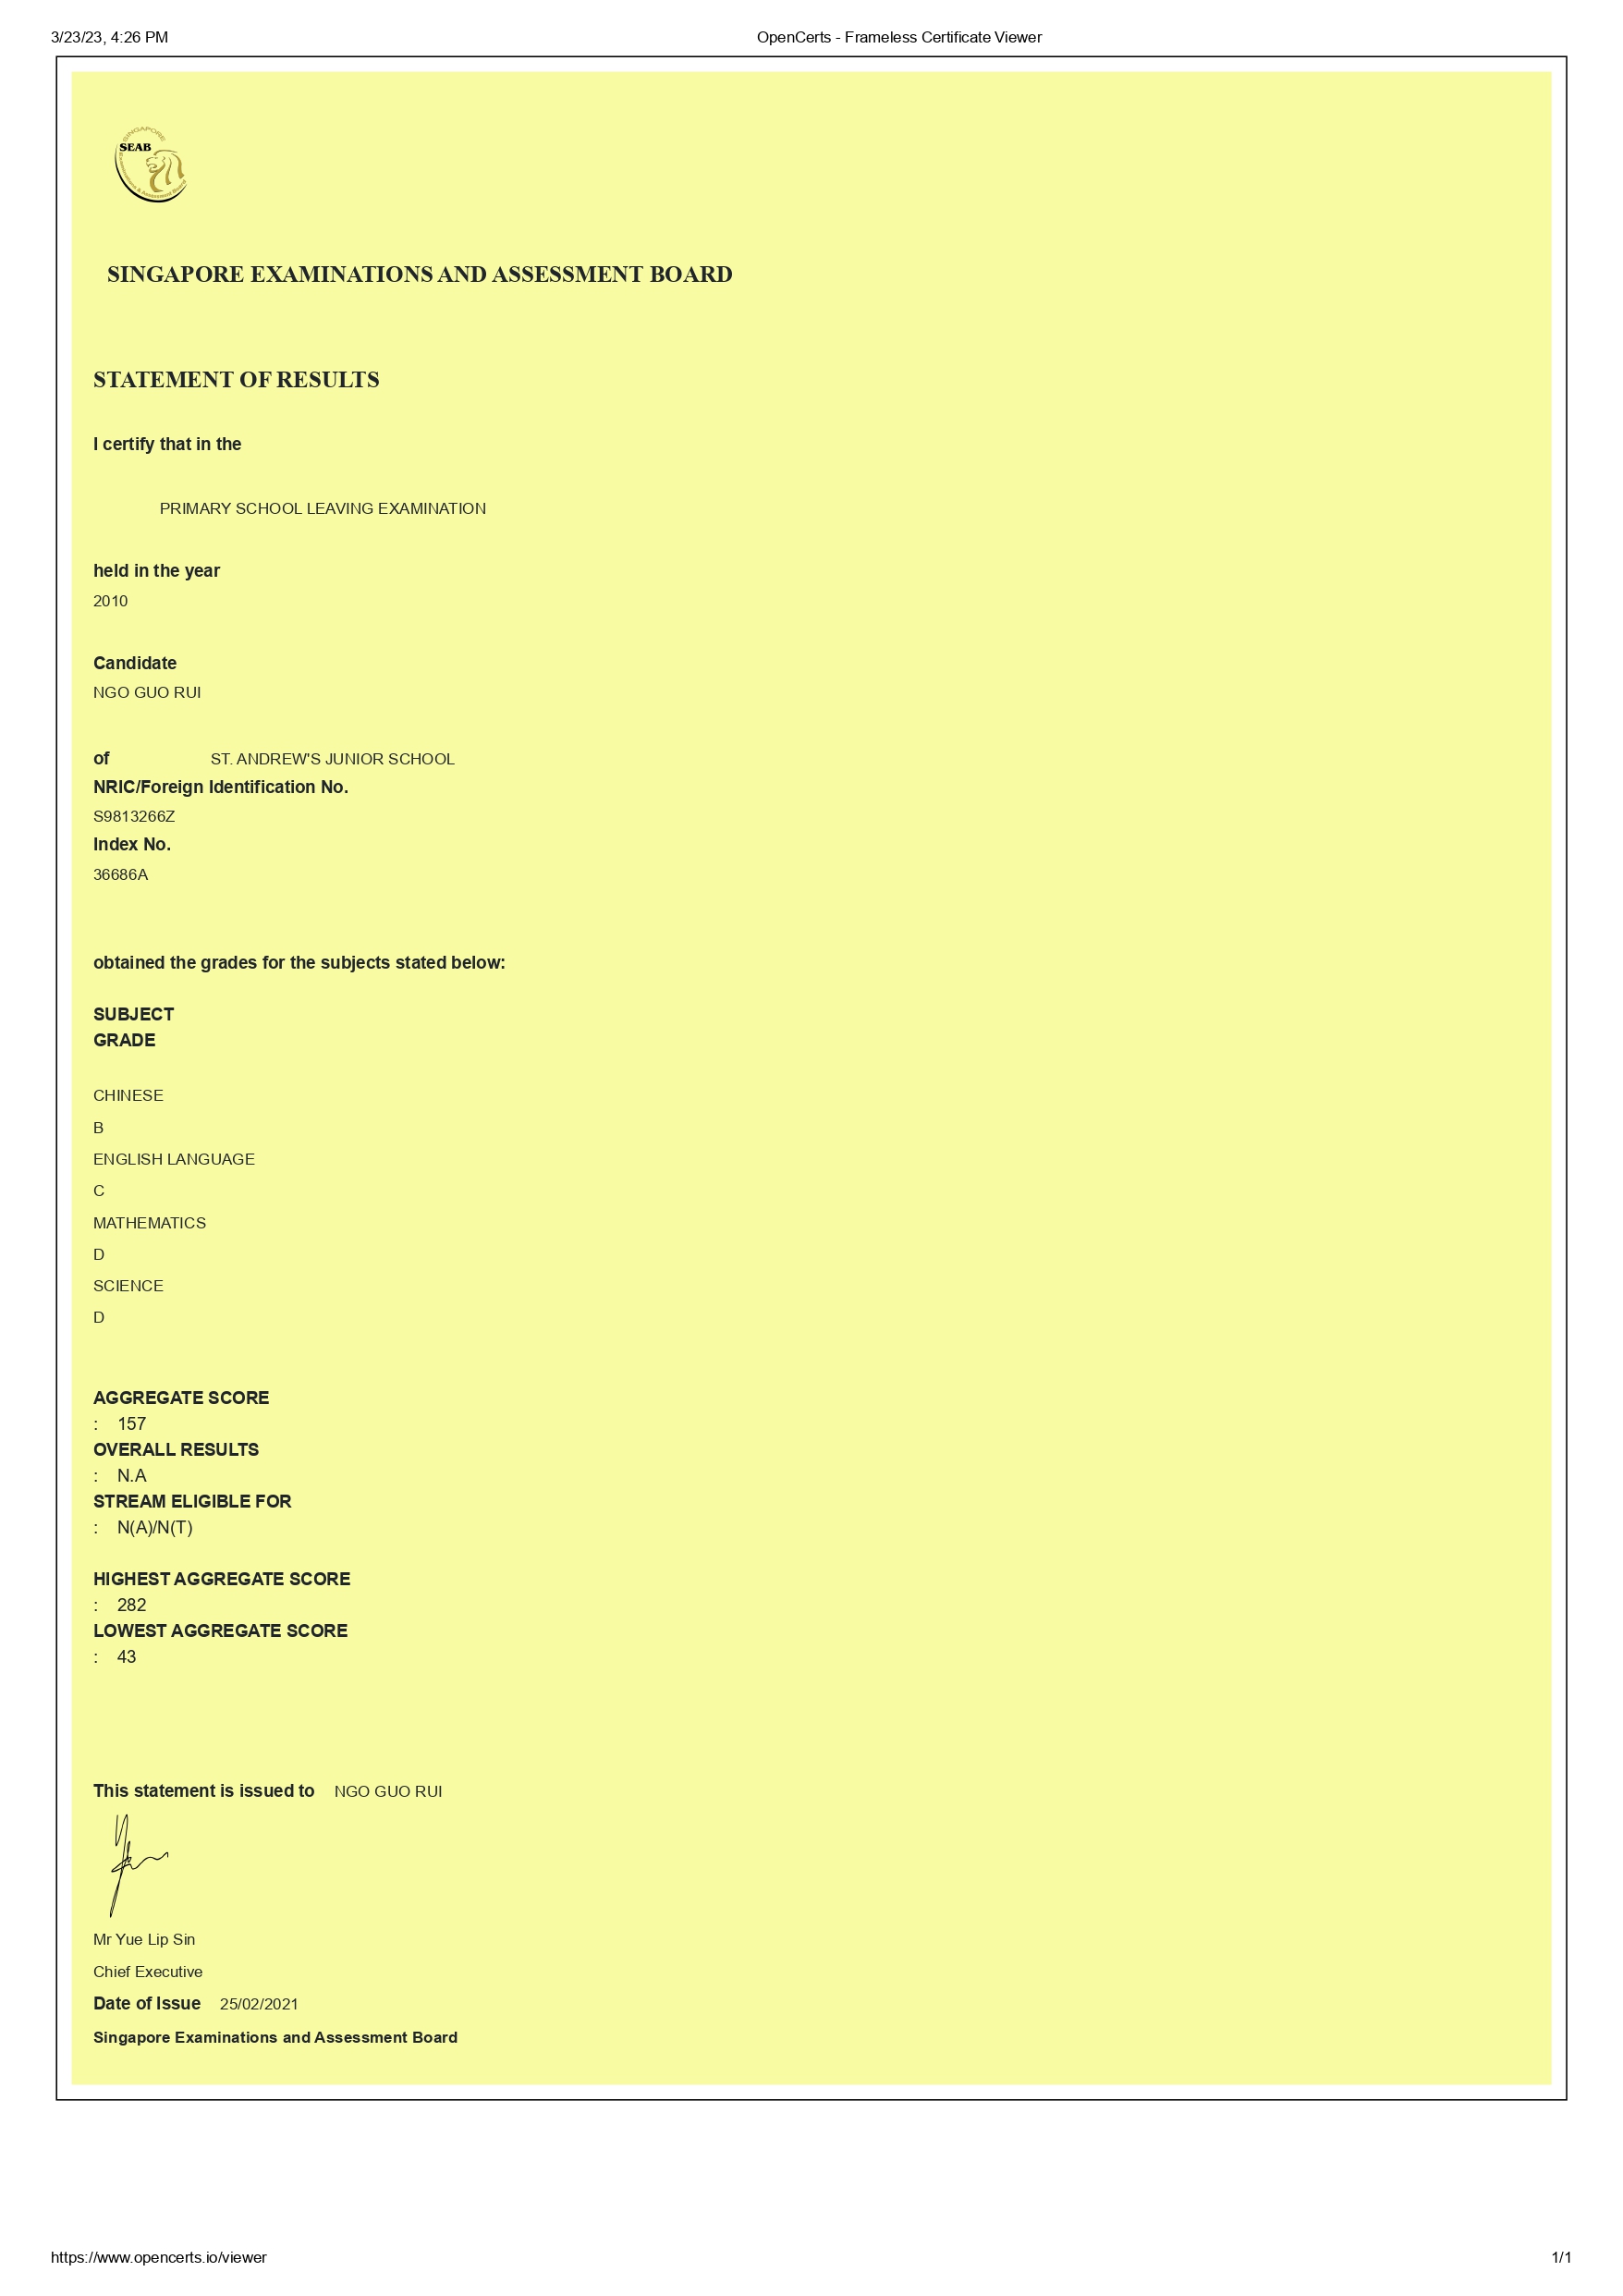 3/23/23, 4:26 PM
OpenCerts - Frameless Certificate Viewer
SINGAPORE
SEAB
Examinations & Assessment Board
SINGAPORE EXAMINATIONS AND ASSESSMENT BOARD
STATEMENT OF RESULTS
I certify that in the
PRIMARY SCHOOL LEAVING EXAMINATION
held in the year
2010
Candidate
NGO GUO RUI
of ST. ANDREW'S JUNIOR SCHOOL
NRIC/Foreign Identification No.
S9813266Z
Index No.
36686A
obtained the grades for the subjects stated below:
SUBJECT
GRADE
CHINESE
B
ENGLISH LANGUAGE
C
MATHEMATICS
D
SCIENCE
D
AGGREGATE SCORE
: 157
OVERALL RESULTS
: N.A
STREAM ELIGIBLE FOR
: N(A)/N(T)
HIGHEST AGGREGATE SCORE
: 282
LOWEST AGGREGATE SCORE
: 43
This statement is issued to NGO GUO RUI
Mr Yue Lip Sin
Chief Executive
Date of Issue 25/02/2021
Singapore Examinations and Assessment Board
https://www.opencerts.io/viewer
1/1